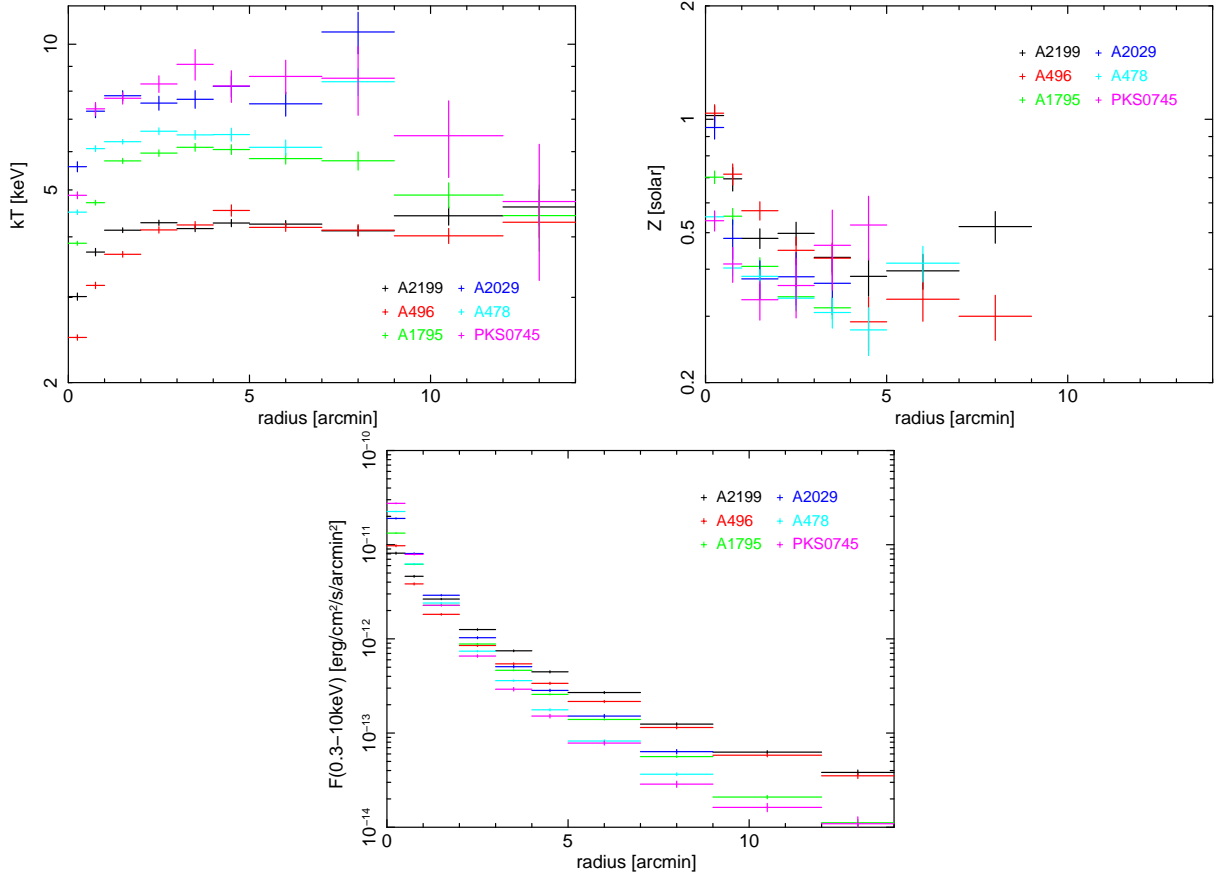 10
5
2
kT [keV]
A2199 A2029
A496 A478
A1795 PKS0745
0 5 10
radius [arcmin]
2
1
0.5
0.2
Z [solar]
A2199 A2029
A496 A478
A1795 PKS0745
0 5 10
radius [arcmin]
10⁻¹⁰
10⁻¹¹
10⁻¹²
10⁻¹³
10⁻¹⁴
F(0.3−10keV) [erg/cm²/s/arcmin²]
A2199 A2029
A496 A478
A1795 PKS0745
0 5 10
radius [arcmin]